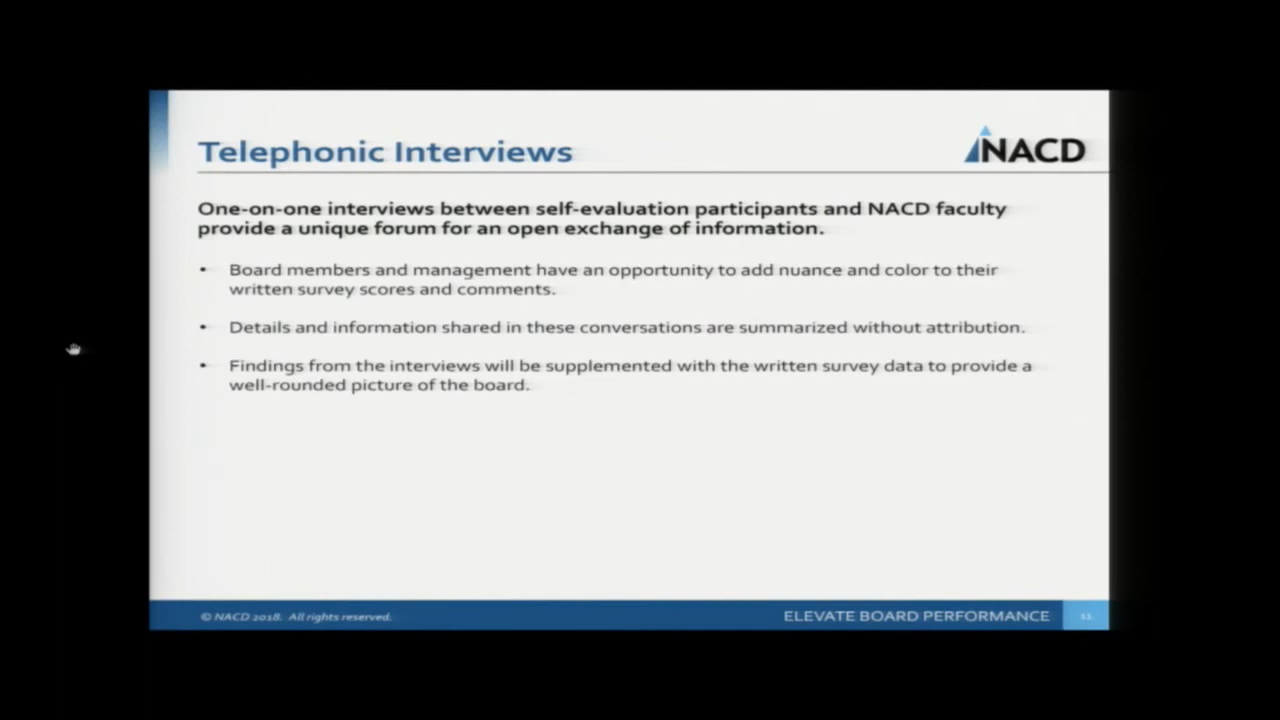 Telephonic Interviews
NACD
One-on-one interviews between self-evaluation participants and NACD faculty
provide a unique forum for an open exchange of information.
• Board members and management have an opportunity to add nuance and color to their
written survey scores and comments.
• Details and information shared in these conversations are summarized without attribution.
• Findings from the interviews will be supplemented with the written survey data to provide a
well-rounded picture of the board.
© NACD 2018. All rights reserved.
ELEVATE BOARD PERFORMANCE